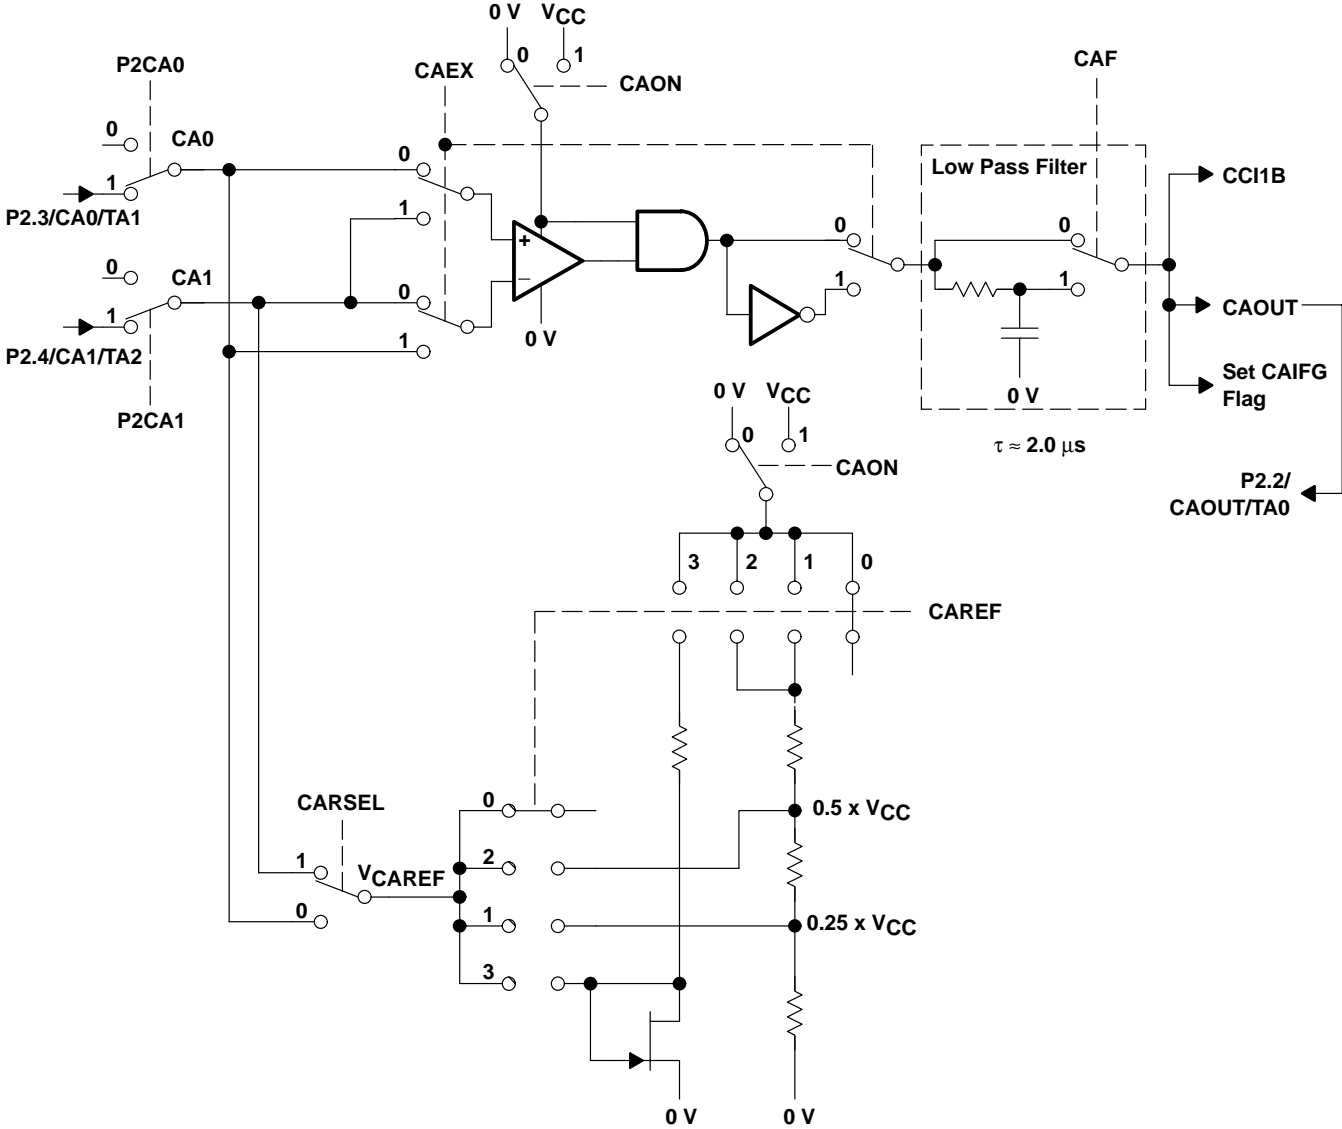 0 V VCC
0 1
CAON
P2CA0
CAEX
CAF
0
CA0
1
P2.3/CA0/TA1
0
1
0
CA1
1
P2.4/CA1/TA2
P2CA1
0
1
+
–
0 V
0
1
Low Pass Filter
0
1
0 V
τ ≈ 2.0 μs
CCI1B
CAOUT
Set CAIFG
Flag
P2.2/
CAOUT/TA0
0 V VCC
0 1
CAON
3 2 1 0
CAREF
CARSEL
1
0
VCAREF
0
2
1
3
0.5 x VCC
0.25 x VCC
0 V 0 V